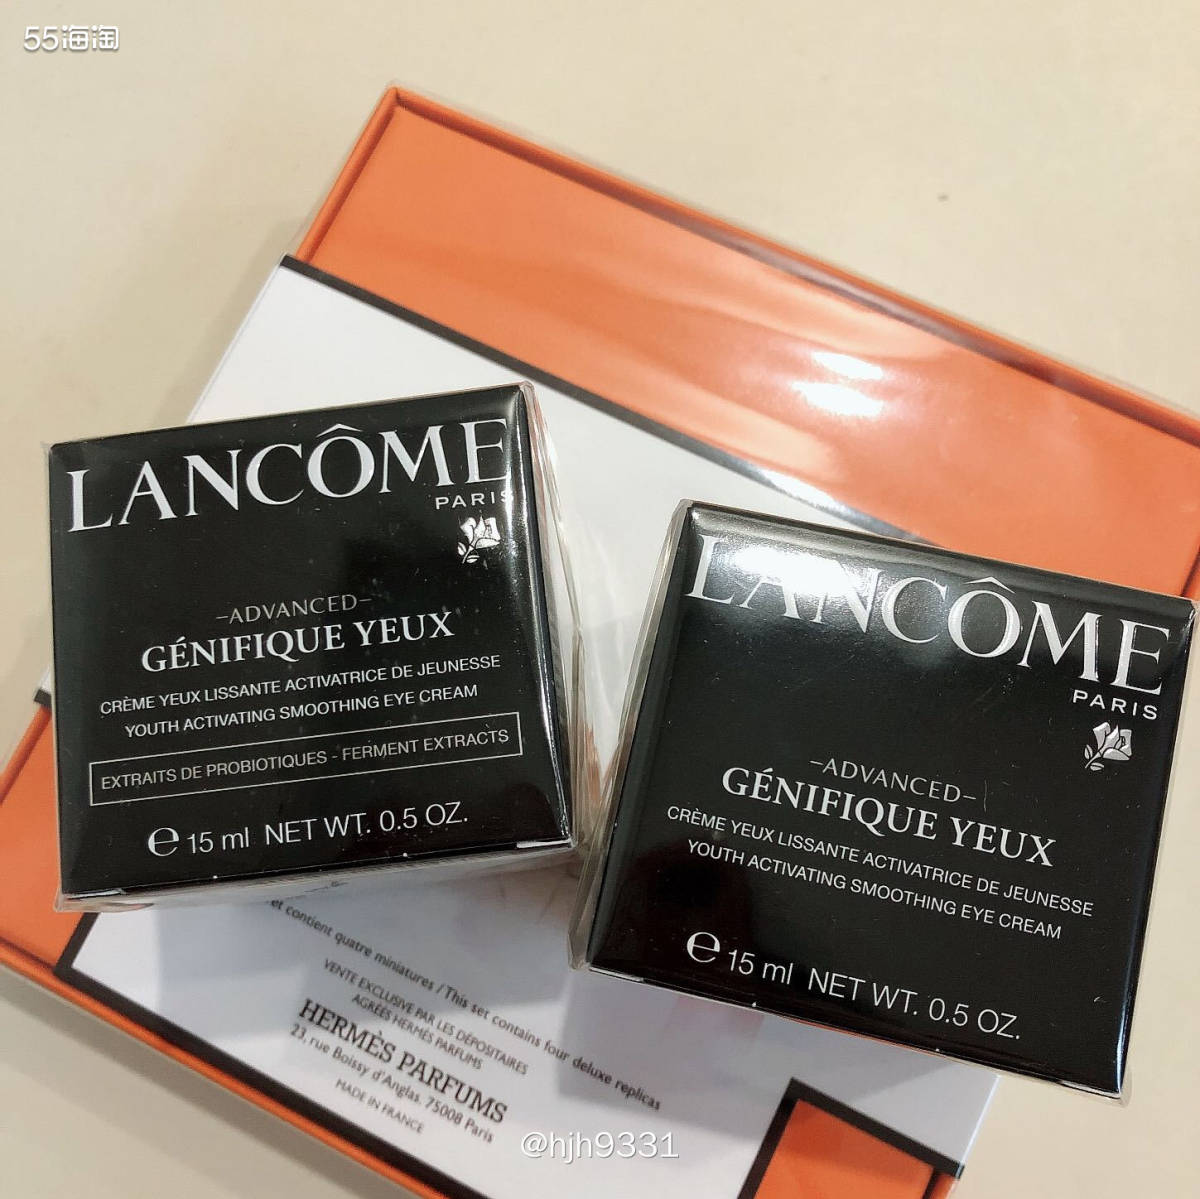 55海淘
LANCÔME
PARIS
–ADVANCED–
GÉNIFIQUE YEUX
CRÈME YEUX LISSANTE ACTIVATRICE DE JEUNESSE
YOUTH ACTIVATING SMOOTHING EYE CREAM
EXTRAITS DE PROBIOTIQUES - FERMENT EXTRACTS
℮ 15 ml NET WT. 0.5 OZ.
LANCÔME
PARIS
–ADVANCED–
GÉNIFIQUE YEUX
CRÈME YEUX LISSANTE ACTIVATRICE DE JEUNESSE
YOUTH ACTIVATING SMOOTHING EYE CREAM
℮ 15 ml NET WT. 0.5 OZ.
et contient quatre miniatures / This set contains four deluxe replicas
VENTE EXCLUSIVE PAR LES DÉPOSITAIRES
AGRÉÉS HERMÈS PARFUMS
HERMÈS PARFUMS
23, rue Boissy d'Anglas. 75008 Paris
MADE IN FRANCE
@hjh9331